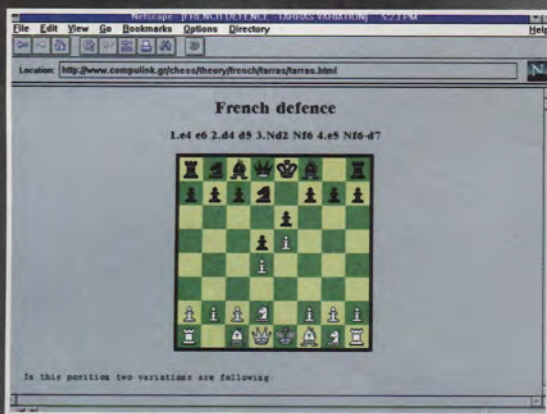 Netscape - [FRENCH DEFENCE - TARRAS VARIATION] 5:23 PM
File Edit View Go Bookmarks Options Directory Help
Location: http://www.compulink.gr/chess/theory/french/tarras/tarras.html
N
French defence
1.e4 e6 2.d4 d5 3.Nd2 Nf6 4.e5 Nf6-d7
In this position two variations are following